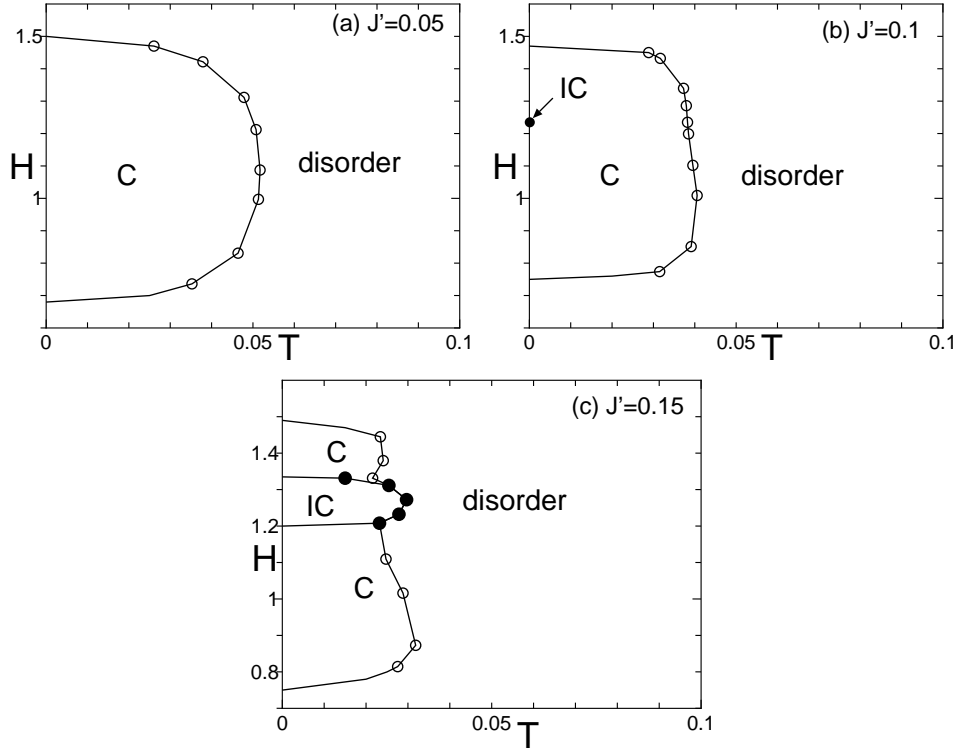 (a) J'=0.05
1.5
H
1
C
disorder
0
0.05
T
0.1
(b) J'=0.1
1.5
IC
H
1
C
disorder
0
0.05
T
0.1
(c) J'=0.15
1.4
C
IC
1.2
disorder
H
C
1
0.8
0
0.05
T
0.1